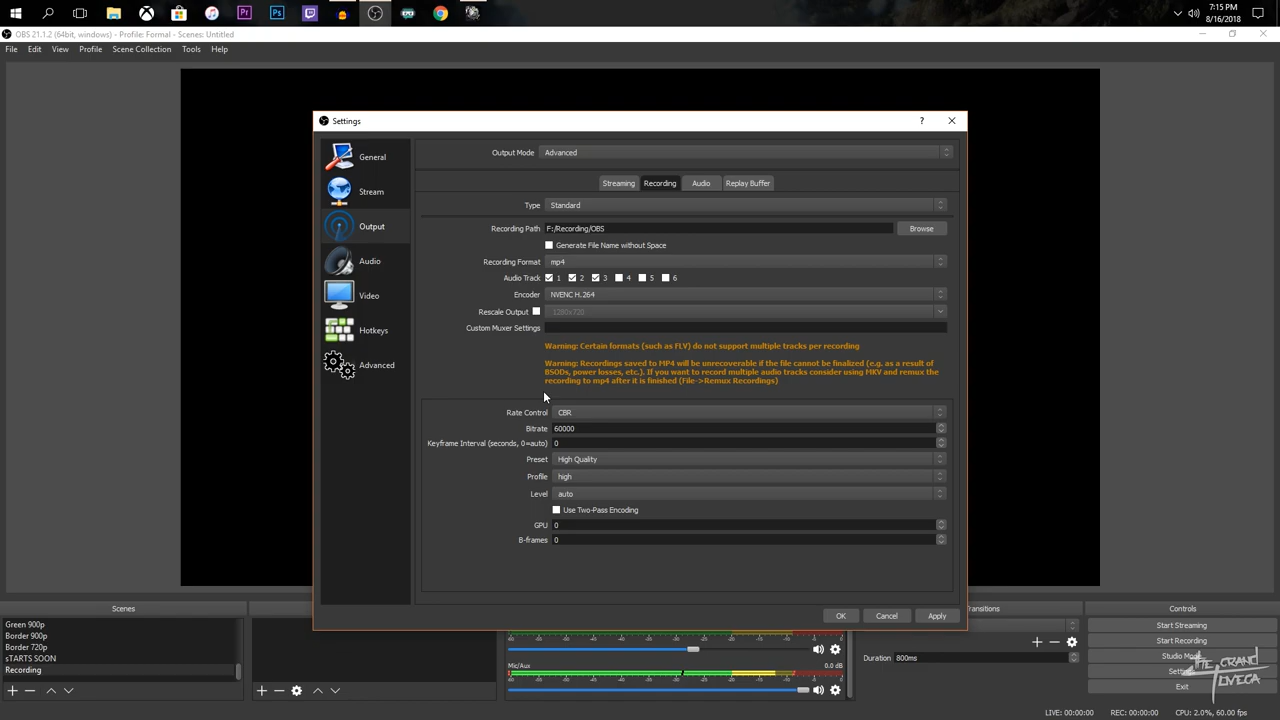 7:15 PM
8/16/2018
OBS 21.1.2 (64bit, windows) - Profile: Formal - Scenes: Untitled
File Edit View Profile Scene Collection Tools Help
Settings
?
General
Stream
Output
Audio
Video
Hotkeys
Advanced
Output Mode Advanced
Streaming Recording Audio Replay Buffer
Type Standard
Recording Path F:/Recording/OBS Browse
Generate File Name without Space
Recording Format mp4
Audio Track 1 2 3 4 5 6
Encoder NVENC H.264
Rescale Output 1280x720
Custom Muxer Settings
Warning: Certain formats (such as FLV) do not support multiple tracks per recording
Warning: Recordings saved to MP4 will be unrecoverable if the file cannot be finalized (e.g. as a result of
BSODs, power losses, etc.). If you want to record multiple audio tracks consider using MKV and remux the
recording to mp4 after it is finished (File->Remux Recordings)
Rate Control CBR
Bitrate 60000
Keyframe Interval (seconds, 0=auto) 0
Preset High Quality
Profile high
Level auto
Use Two-Pass Encoding
GPU 0
B-frames 0
OK Cancel Apply
Scenes
Green 900p
Border 900p
Border 720p
sTARTS SOON
Recording
Mic/Aux 0.0 dB
Transitions
Duration 800ms
Controls
Start Streaming
Start Recording
Studio Mode
Exit
THE GRAND
LIVE: 00:00:00 REC: 00:00:00 CPU: 2.0%, 60.00 fps